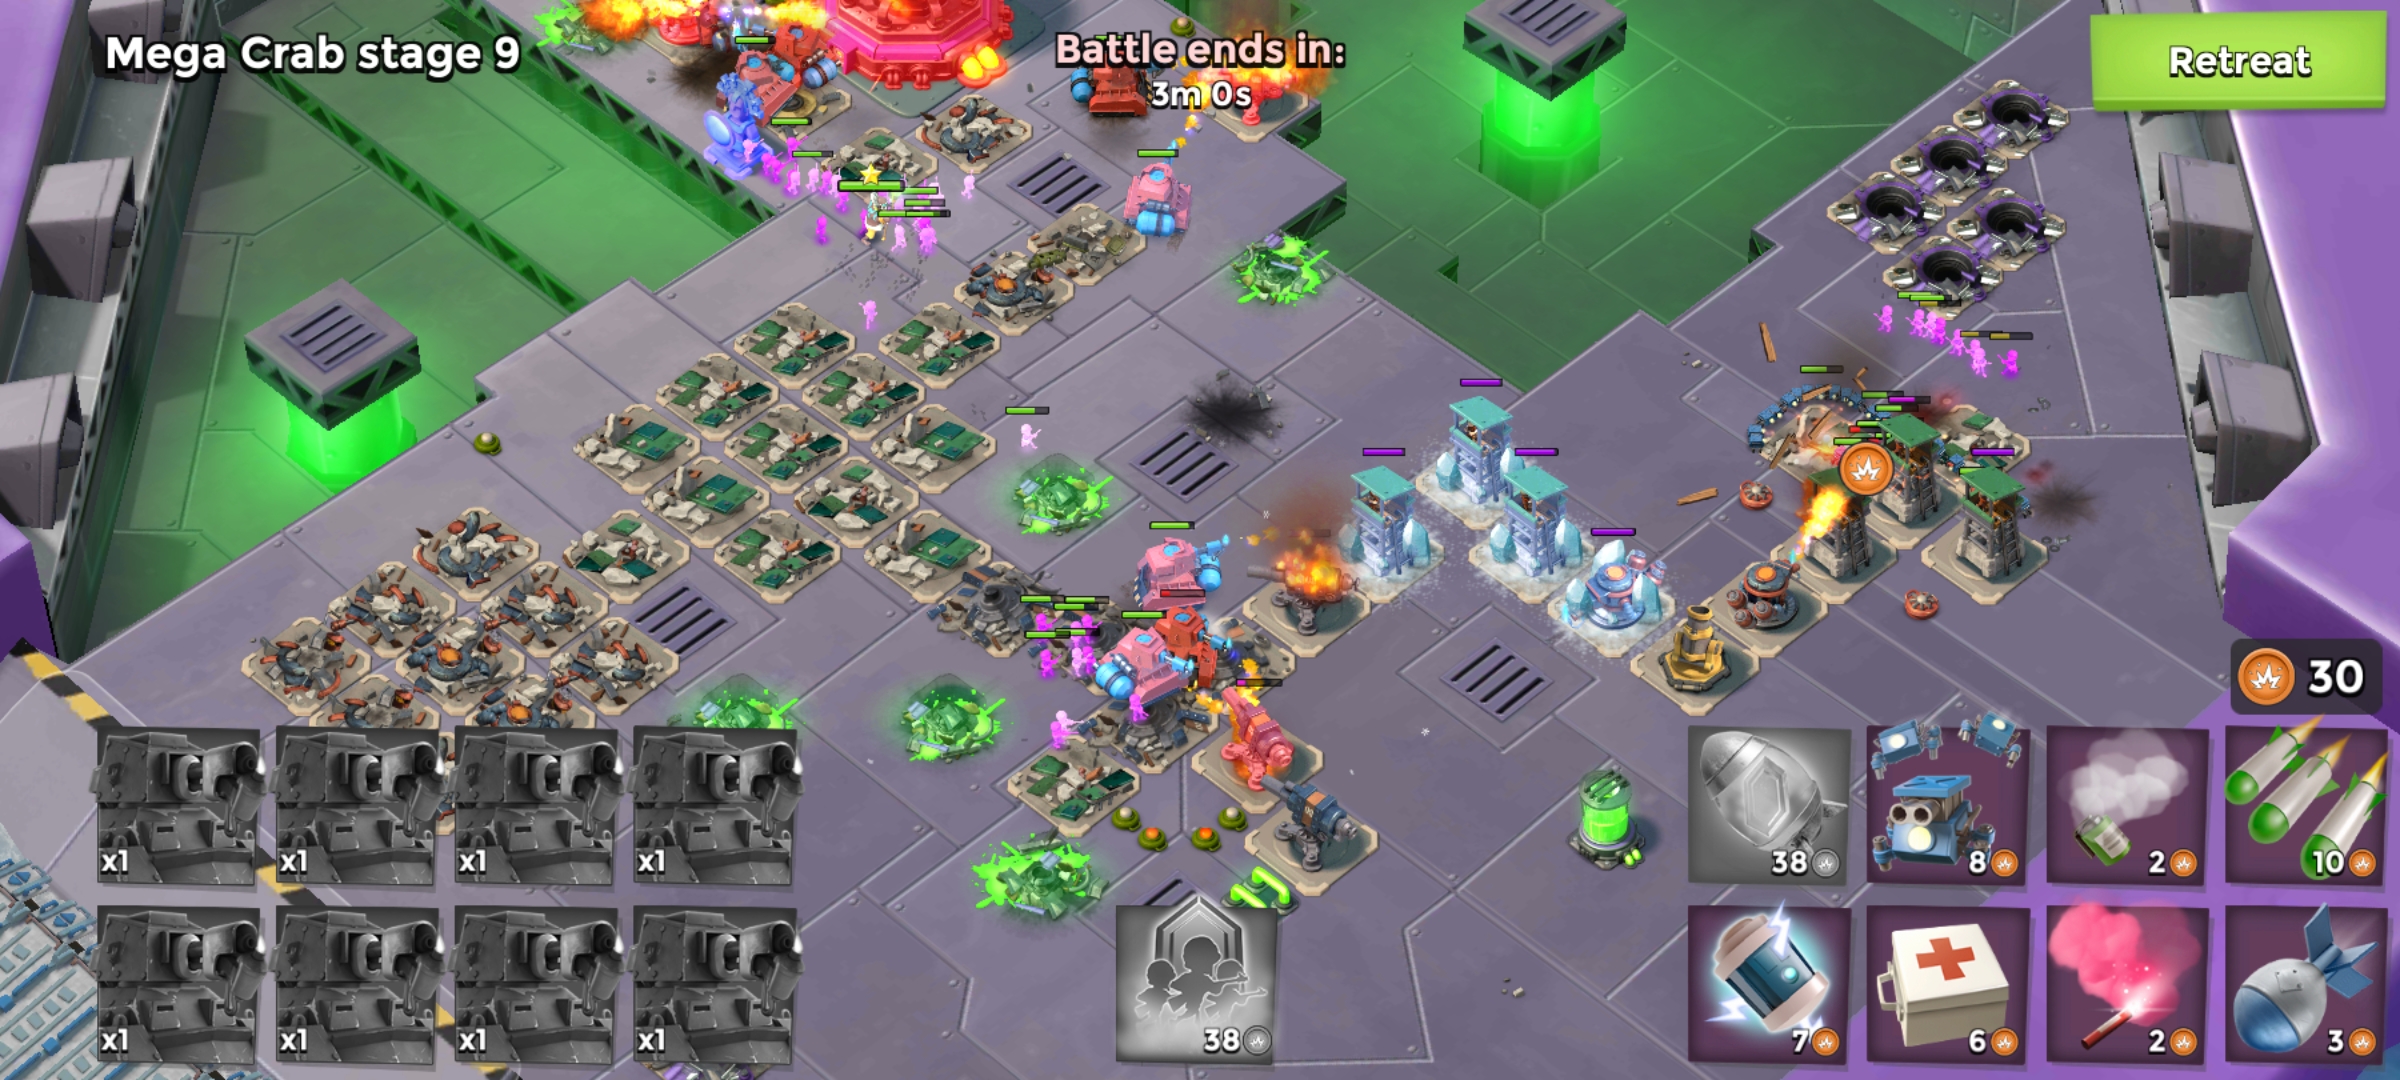 Mega Crab stage 9
Battle ends in:
3m 0s
Retreat
30
x1
x1
x1
x1
38
8
2
10
x1
x1
x1
x1
38
7
6
2
3